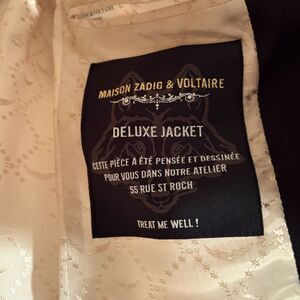 MAISON ZADIG & VOLTAIRE
DELUXE JACKET
CETTE PIÈCE A ÉTÉ PENSÉE ET DESSINÉE
POUR VOUS DANS NOTRE ATELIER
55 RUE ST ROCH
TREAT ME WELL !